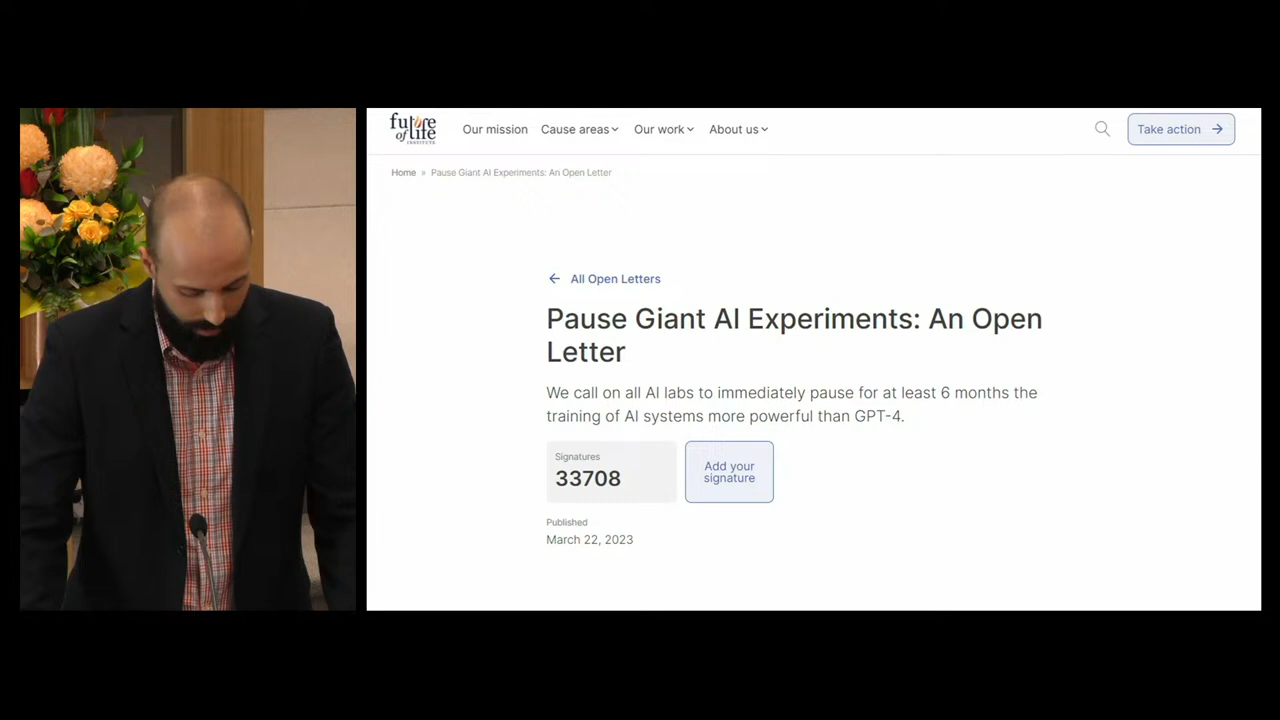 future
of life
INSTITUTE
Our mission
Cause areas
Our work
About us
Take action
Home » Pause Giant AI Experiments: An Open Letter
All Open Letters
Pause Giant AI Experiments: An Open
Letter
We call on all AI labs to immediately pause for at least 6 months the
training of AI systems more powerful than GPT-4.
Signatures
33708
Add your
signature
Published
March 22, 2023